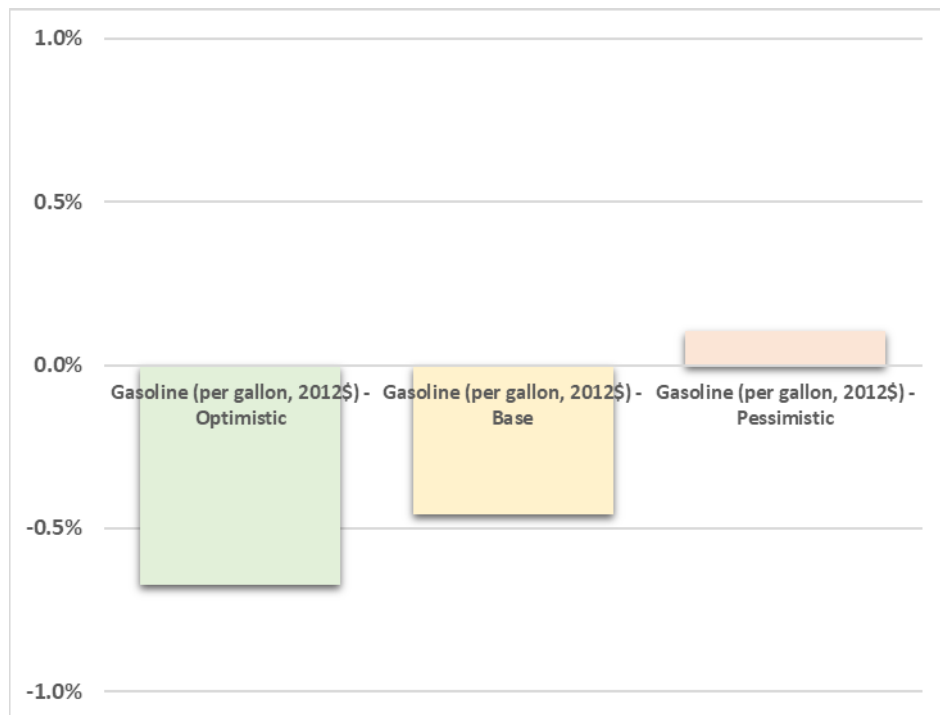 1.0%
0.5%
0.0%
Gasoline (per gallon, 2012$) -
Optimistic
Gasoline (per gallon, 2012$) -
Base
Gasoline (per gallon, 2012$) -
Pessimistic
-0.5%
-1.0%